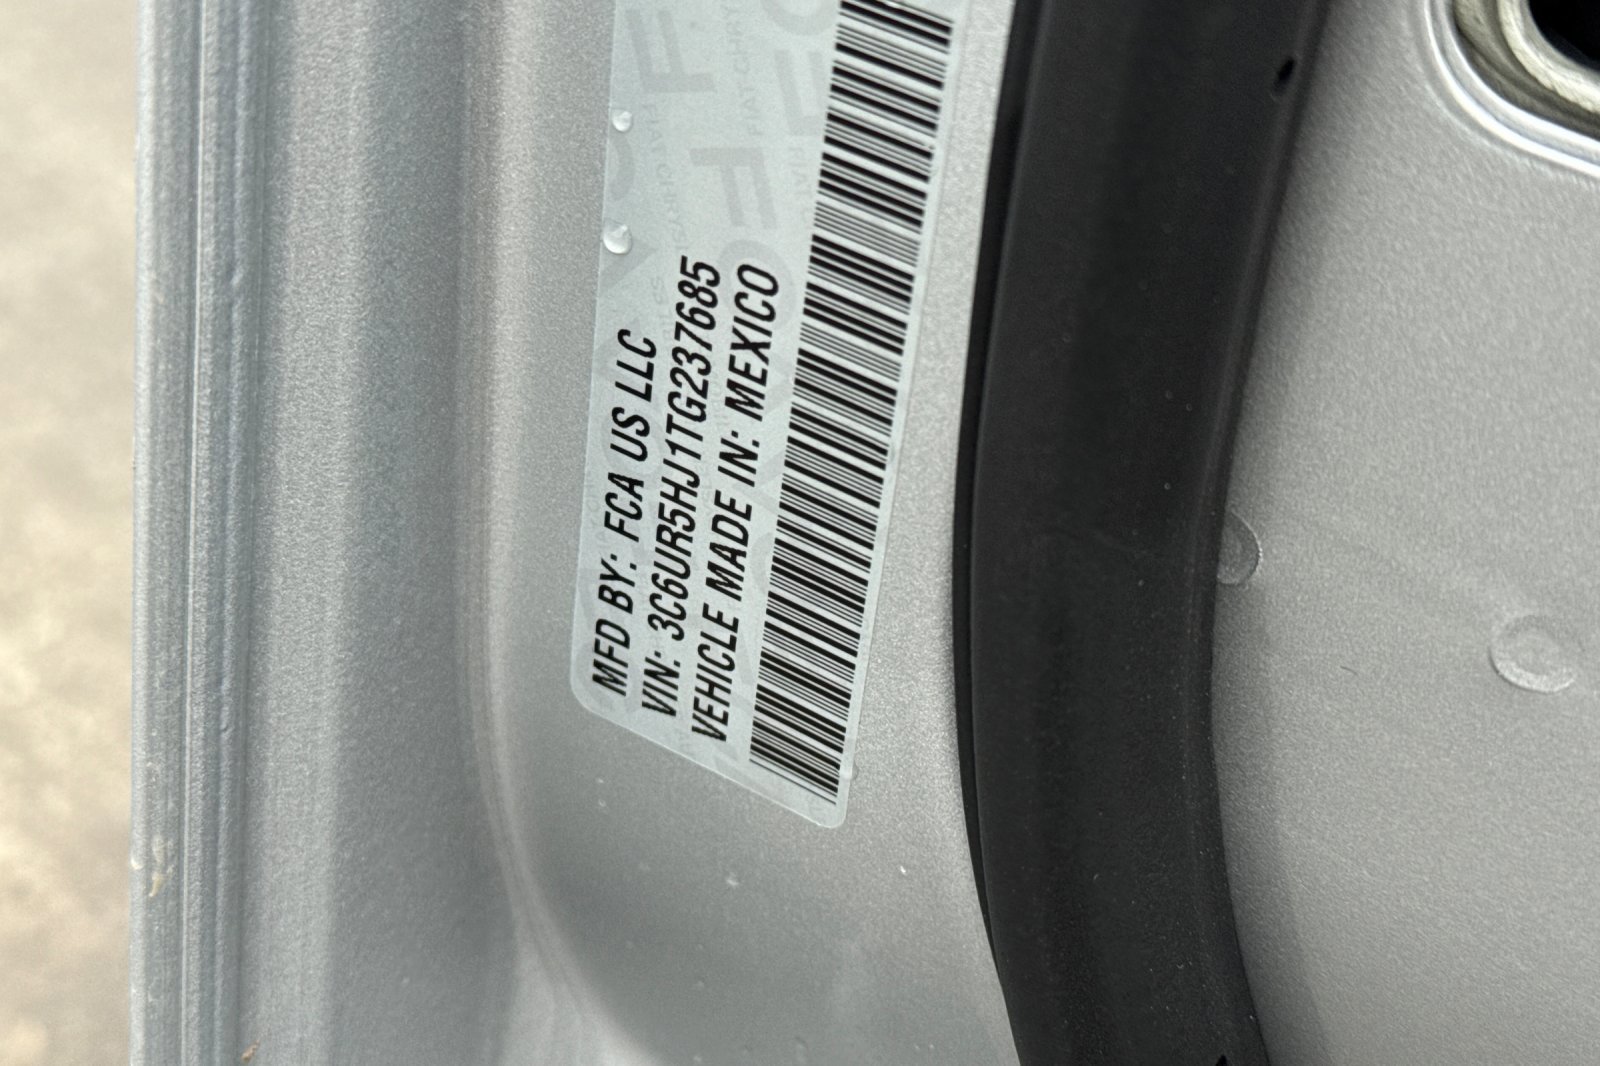 MFD BY: FCA US LLC
VIN: 3C6UR5HJ1TG237685
VEHICLE MADE IN: MEXICO